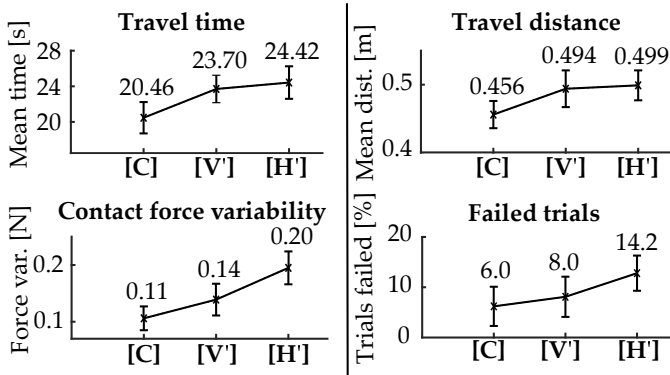 Travel time
Mean time [s]
28
24
20
20.46
23.70
24.42
[C]
[V']
[H']
Travel distance
Mean dist. [m]
0.5
0.4
0.456
0.494
0.499
[C]
[V']
[H']
Contact force variability
Force var. [N]
0.2
0.1
0.11
0.14
0.20
[C]
[V']
[H']
Failed trials
Trials failed [%]
20
10
0
6.0
8.0
14.2
[C]
[V']
[H']